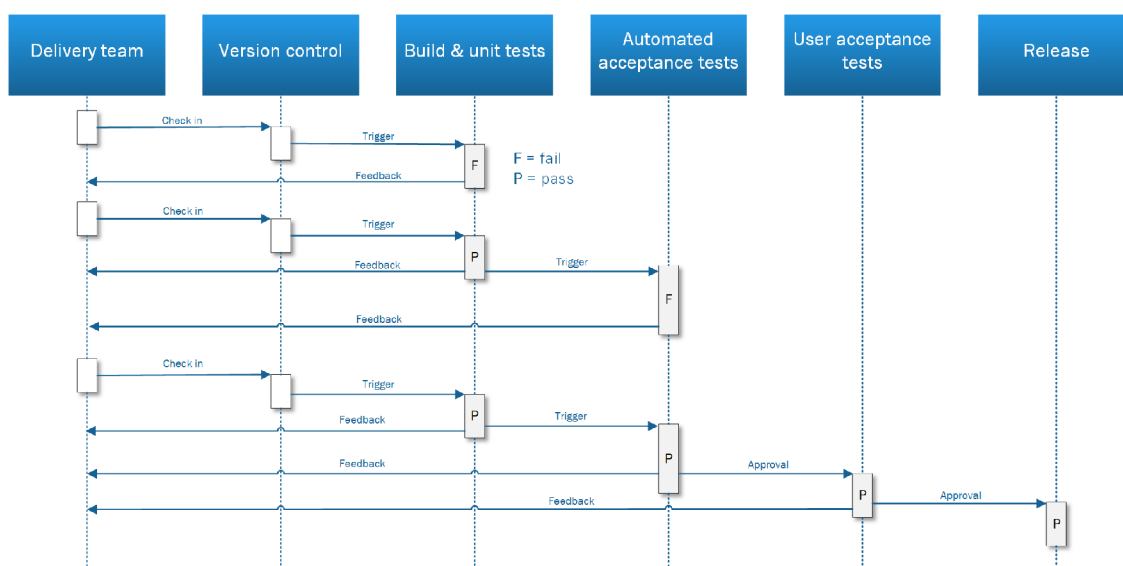 Delivery team
Version control
Build & unit tests
Automated
acceptance tests
User acceptance
tests
Release
Check in
Trigger
F
F = fail
P = pass
Feedback
Check in
Trigger
P
Feedback
Trigger
F
Feedback
Check in
Trigger
P
Feedback
Trigger
P
Feedback
Approval
P
Feedback
Approval
P